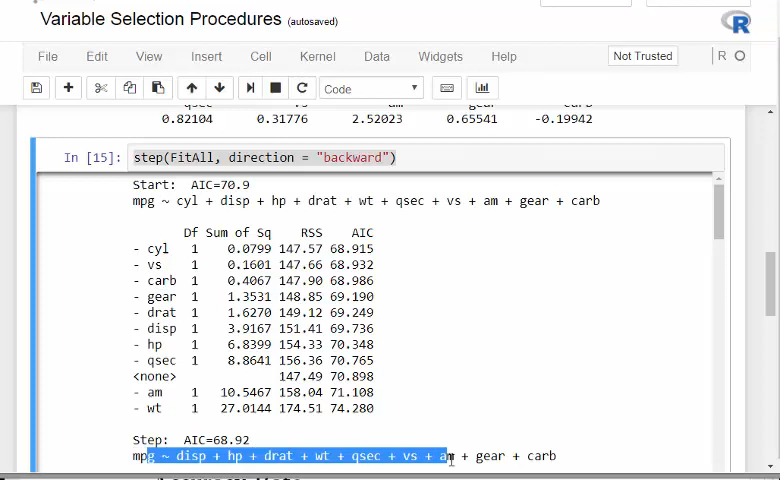 Variable Selection Procedures (autosaved)
File Edit View Insert Cell Kernel Data Widgets Help Not Trusted R
Code
qsec vs am gear carb
0.82104 0.31776 2.52023 0.65541 -0.19942
In [15]: step(FitAll, direction = "backward")
Start: AIC=70.9
mpg ~ cyl + disp + hp + drat + wt + qsec + vs + am + gear + carb
Df Sum of Sq RSS AIC
- cyl 1 0.0799 147.57 68.915
- vs 1 0.1601 147.66 68.932
- carb 1 0.4067 147.90 68.986
- gear 1 1.3531 148.85 69.190
- drat 1 1.6270 149.12 69.249
- disp 1 3.9167 151.41 69.736
- hp 1 6.8399 154.33 70.348
- qsec 1 8.8641 156.36 70.765
<none> 147.49 70.898
- am 1 10.5467 158.04 71.108
- wt 1 27.0144 174.51 74.280
Step: AIC=68.92
mpg ~ disp + hp + drat + wt + qsec + vs + am + gear + carb